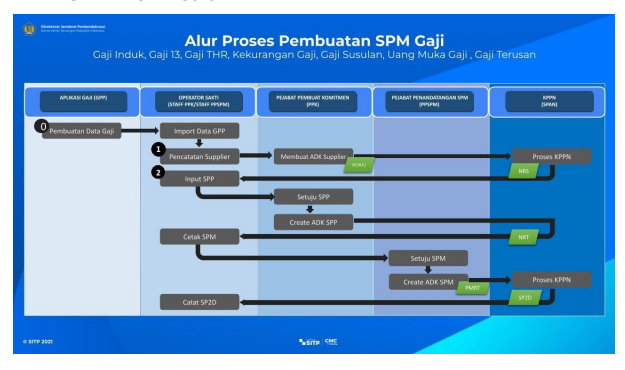 Direktorat Jenderal Perbendaharaan
Kementerian Keuangan Republik Indonesia
Alur Proses Pembuatan SPM Gaji
Gaji Induk, Gaji 13, Gaji THR, Kekurangan Gaji, Gaji Susulan, Uang Muka Gaji , Gaji Terusan
APLIKASI GAJI (GPP)
OPERATOR SAKTI
(STAFF PPK/STAFF PPSPM)
PEJABAT PEMBUAT KOMITMEN
(PPK)
PEJABAT PENANDATANGAN SPM
(PPSPM)
KPPN
(SPAN)
0
Pembuatan Data Gaji
Import Data GPP
1
Pencatatan Supplier
Membuat ADK Supplier
Proses KPPN
NRS
2
Input SPP
Setuju SPP
Create ADK SPP
Cetak SPM
NRT
Setuju SPM
Create ADK SPM
PMRT
Proses KPPN
SP2D
Catat SP2D
© SITP 2021
SITP
CMC